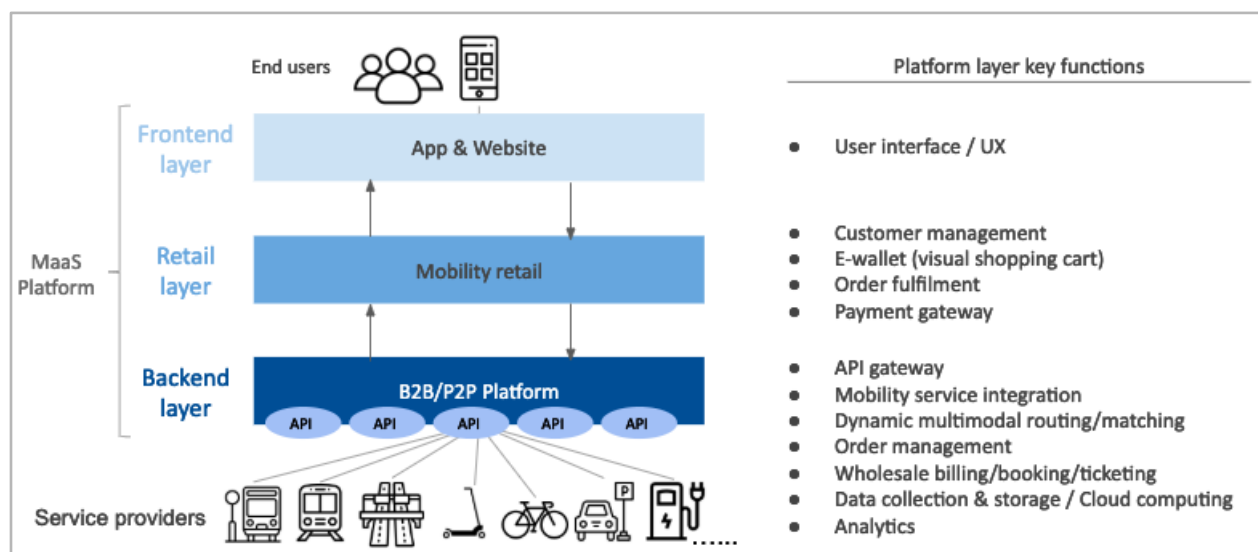 End users
Platform layer key functions
Frontend
layer
App & Website
● User interface / UX
MaaS
Platform
Retail
layer
Mobility retail
● Customer management
● E-wallet (visual shopping cart)
● Order fulfilment
● Payment gateway
Backend
layer
B2B/P2P Platform
API API API API API
● API gateway
● Mobility service integration
● Dynamic multimodal routing/matching
● Order management
● Wholesale billing/booking/ticketing
● Data collection & storage / Cloud computing
● Analytics
Service providers
P
......